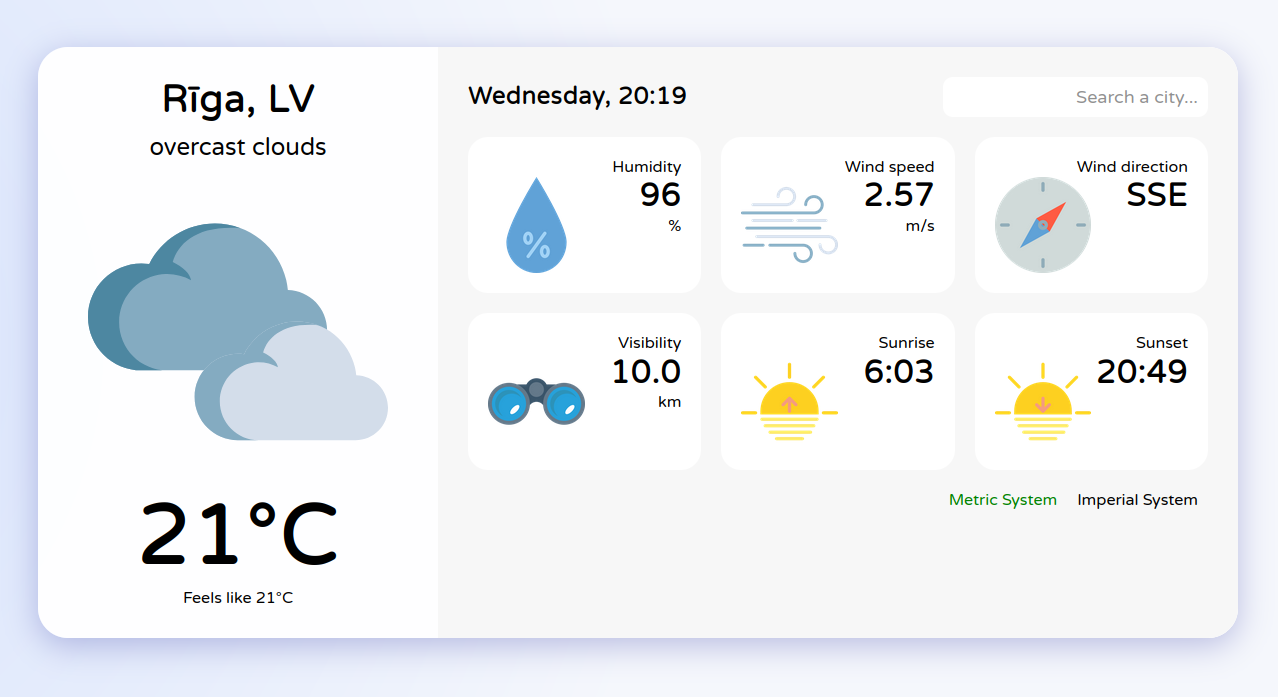 Rīga, LV
overcast clouds
21°C
Feels like 21°C
Wednesday, 20:19
Search a city...
Humidity
96
%
%
Wind speed
2.57
m/s
Wind direction
SSE
Visibility
10.0
km
Sunrise
6:03
Sunset
20:49
Metric System
Imperial System